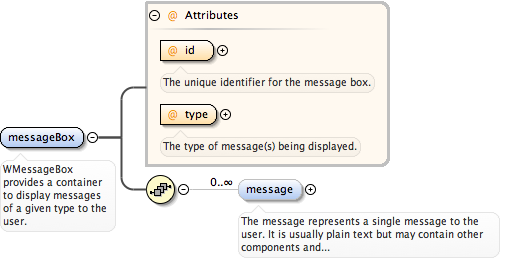 @ Attributes
@ id
The unique identifier for the message box.
@ type
The type of message(s) being displayed.
messageBox
WMessageBox
provides a container
to display messages
of a given type to the
user.
0..∞
message
The message represents a single message to the
user. It is usually plain text but may contain other
components and...